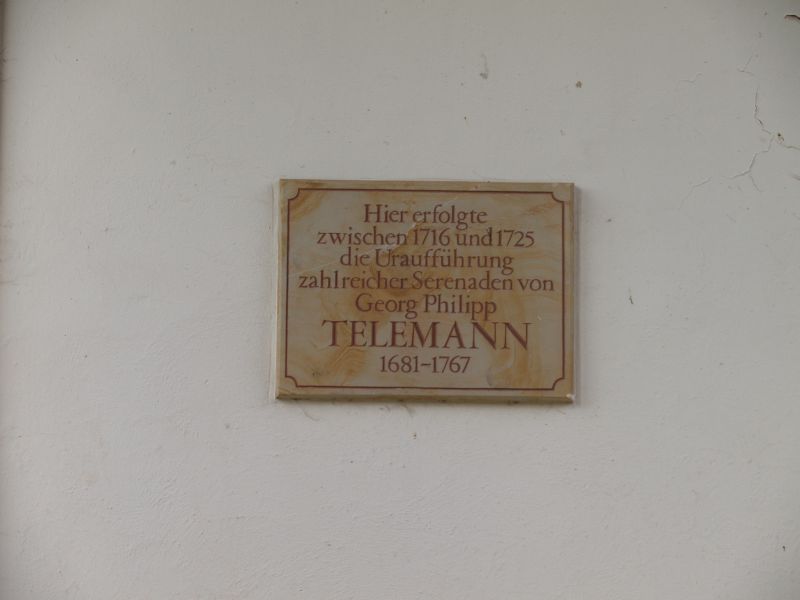 Hier erfolgte
zwischen 1716 und 1725
die Uraufführung
zahlreicher Serenaden von
Georg Philipp
TELEMANN
1681-1767